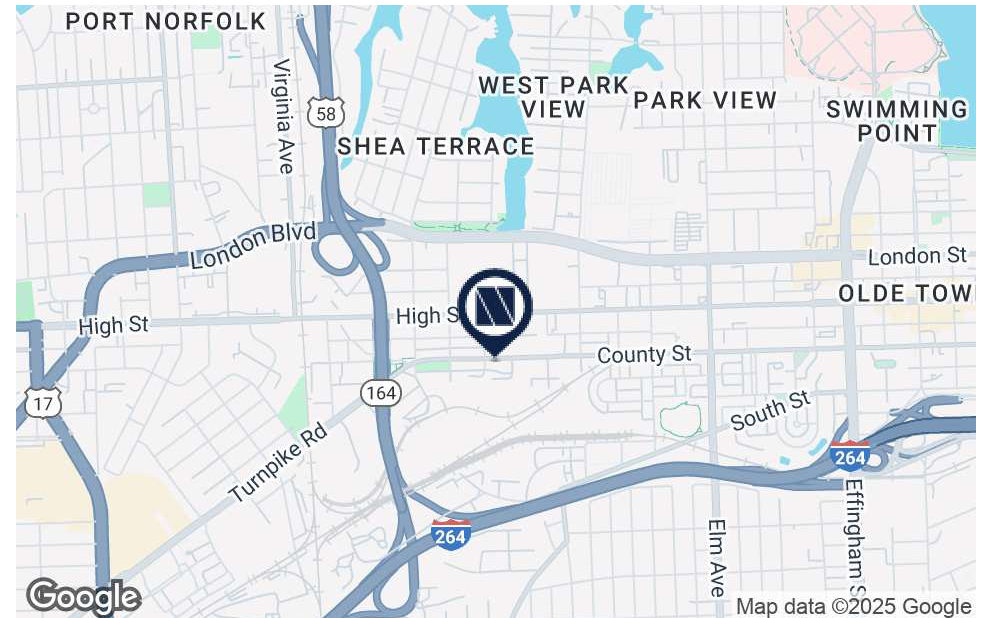 PORT NORFOLK
Virginia Ave
58
WEST PARK
VIEW
PARK VIEW
SWIMMING
POINT
SHEA TERRACE
London Blvd
London St
OLDE TOW
High St
High S
County St
17
164
South St
Turnpike Rd
264
264
Elm Ave
Effingham S
Google
Map data ©2025 Google